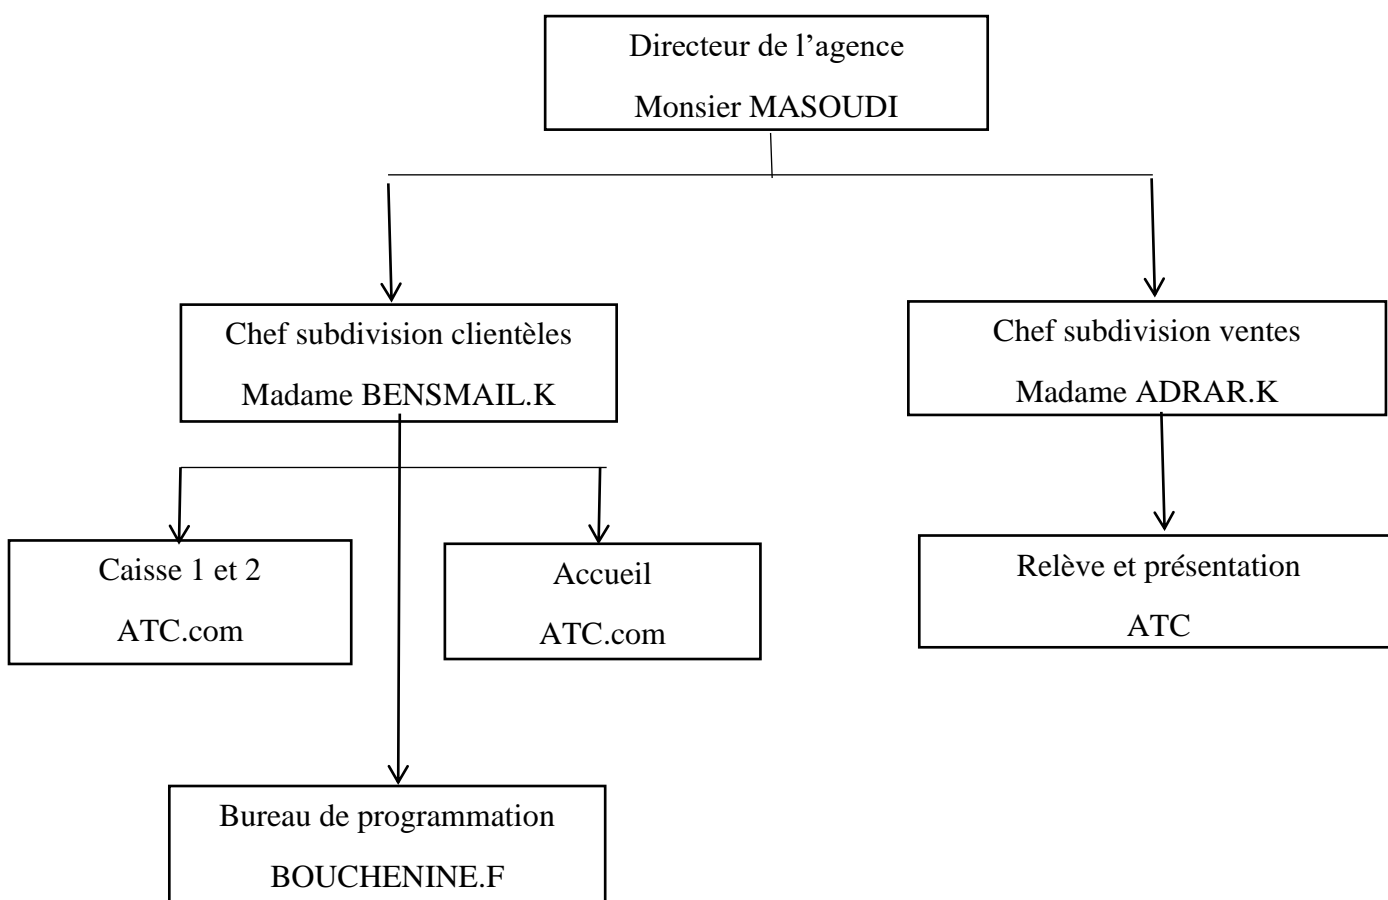 Directeur de l’agence
Monsier MASOUDI
Chef subdivision clientèles
Madame BENSMAIL.K
Chef subdivision ventes
Madame ADRAR.K
Caisse 1 et 2
ATC.com
Accueil
ATC.com
Relève et présentation
ATC
Bureau de programmation
BOUCHENINE.F